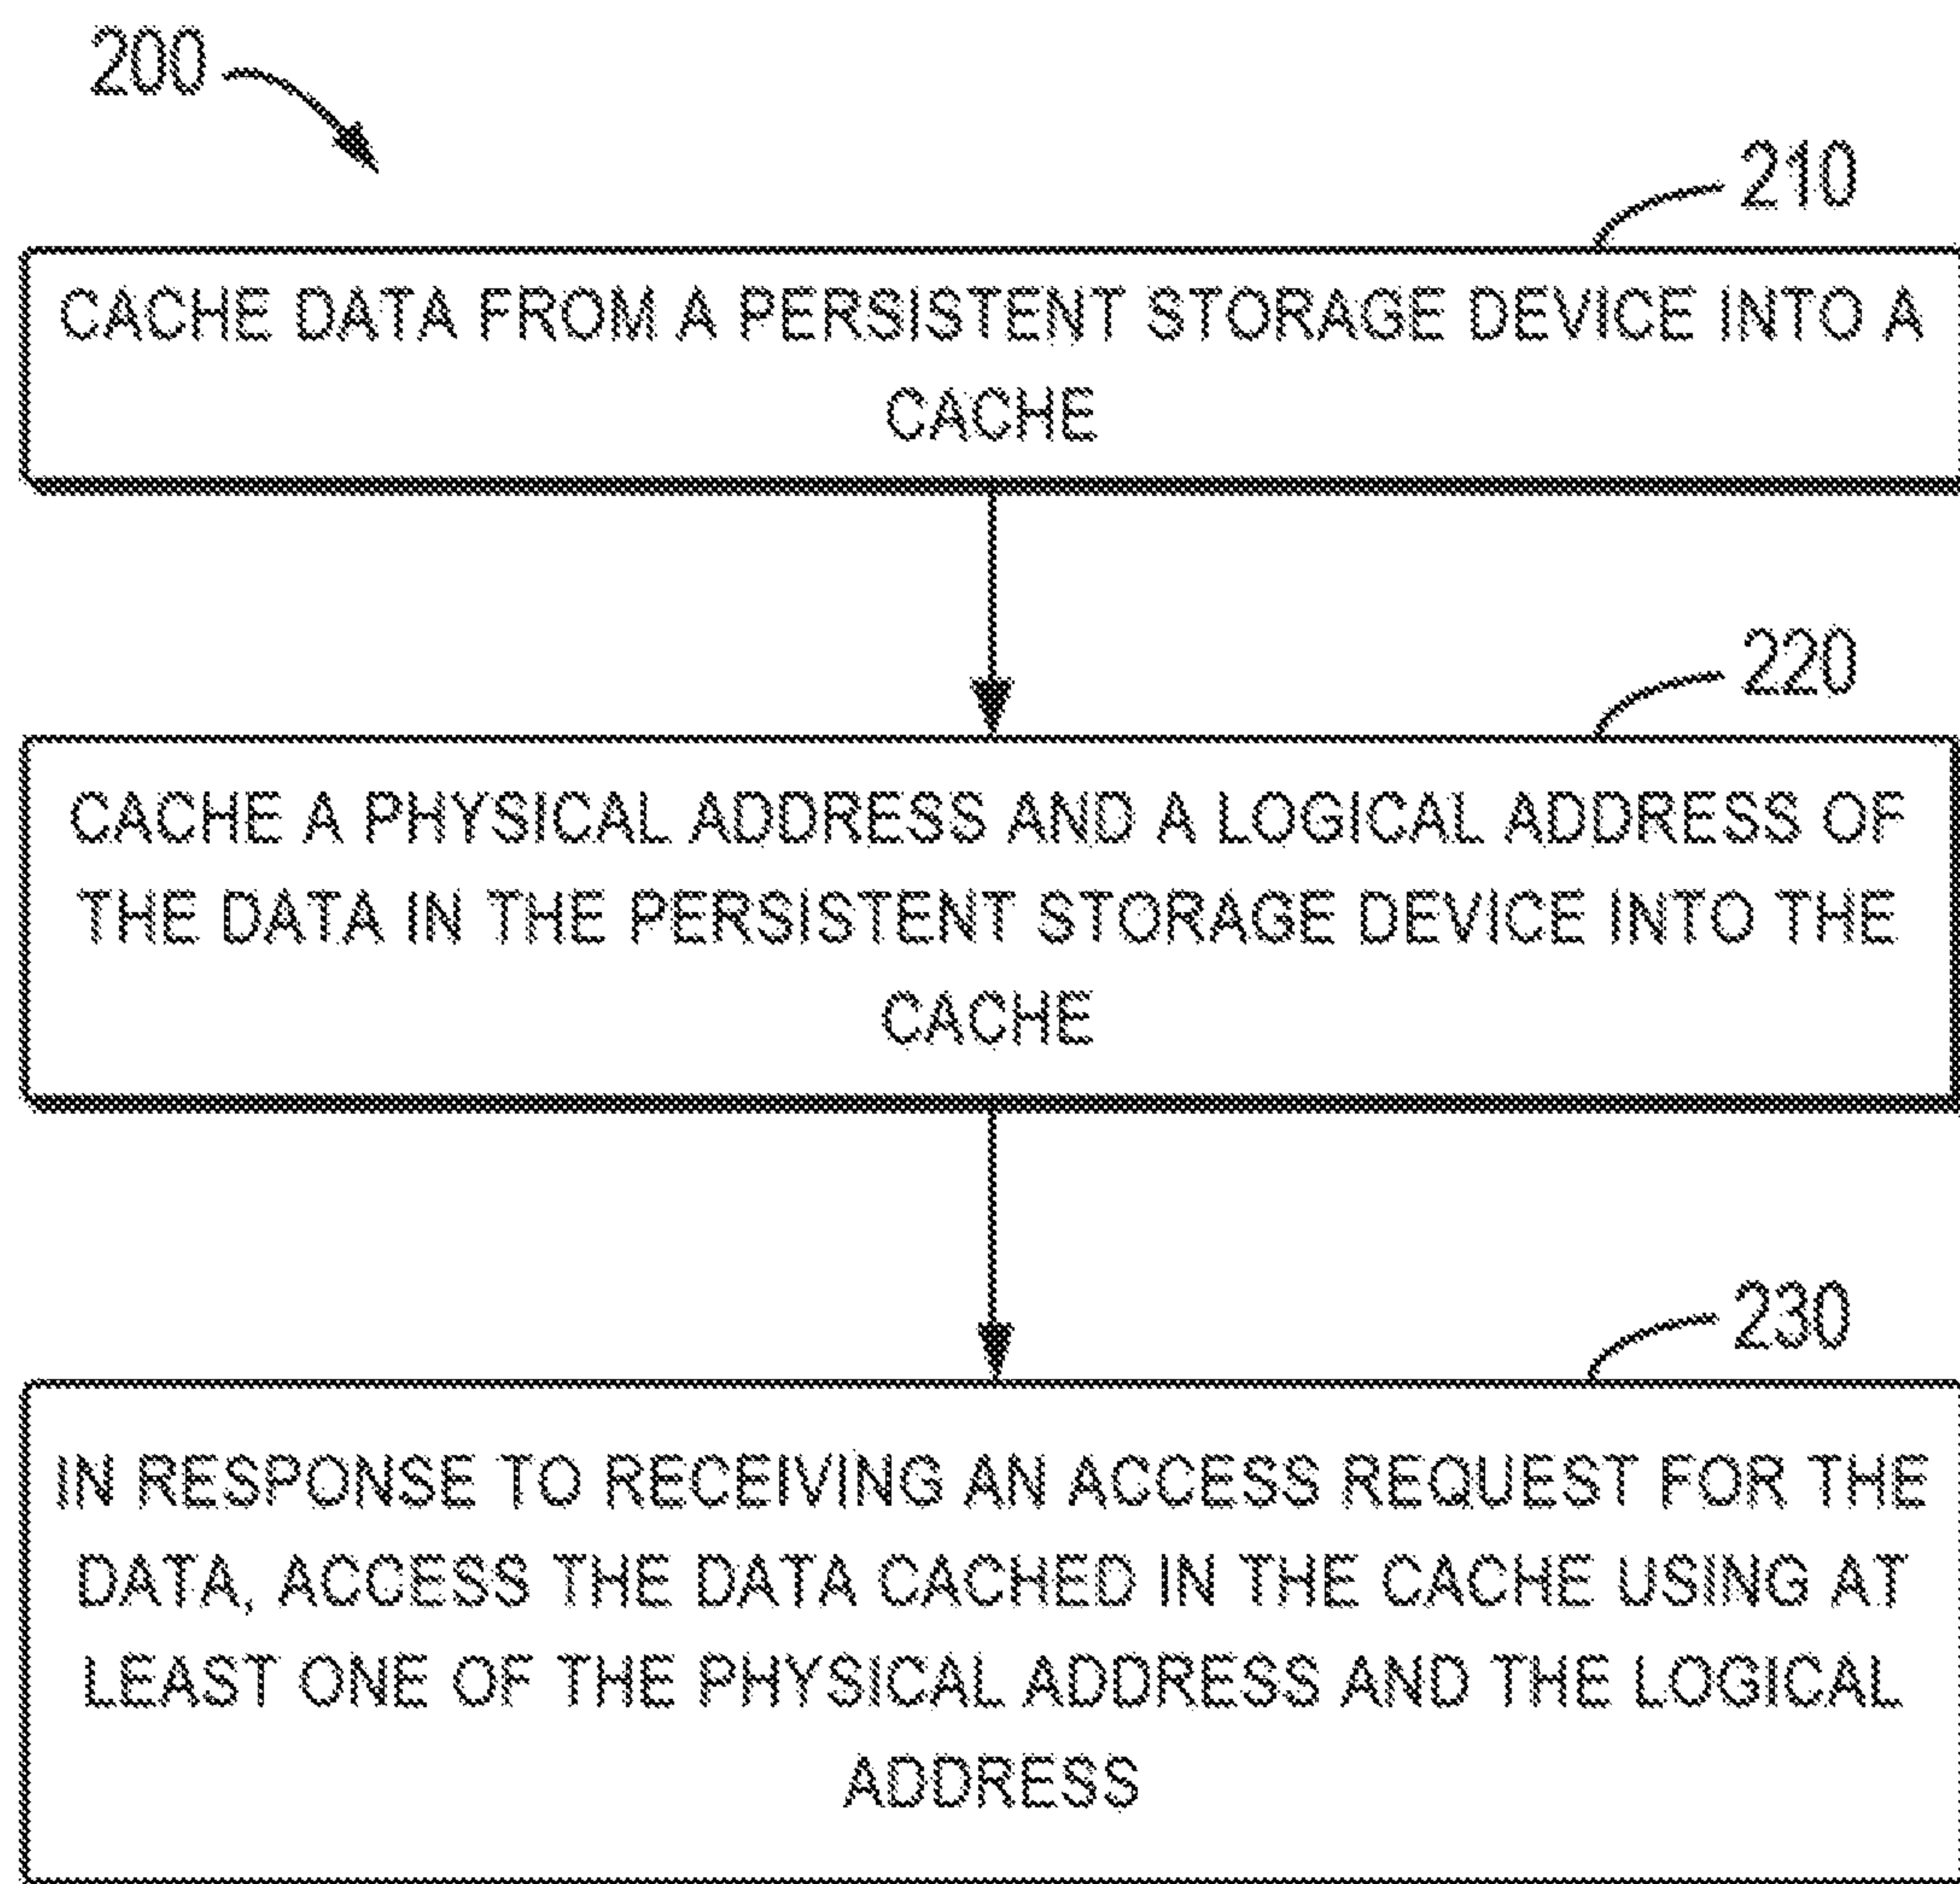 200
210
CACHE DATA FROM A PERSISTENT STORAGE DEVICE INTO A
CACHE
220
CACHE A PHYSICAL ADDRESS AND A LOGICAL ADDRESS OF
THE DATA IN THE PERSISTENT STORAGE DEVICE INTO THE
CACHE
230
IN RESPONSE TO RECEIVING AN ACCESS REQUEST FOR THE
DATA, ACCESS THE DATA CACHED IN THE CACHE USING AT
LEAST ONE OF THE PHYSICAL ADDRESS AND THE LOGICAL
ADDRESS